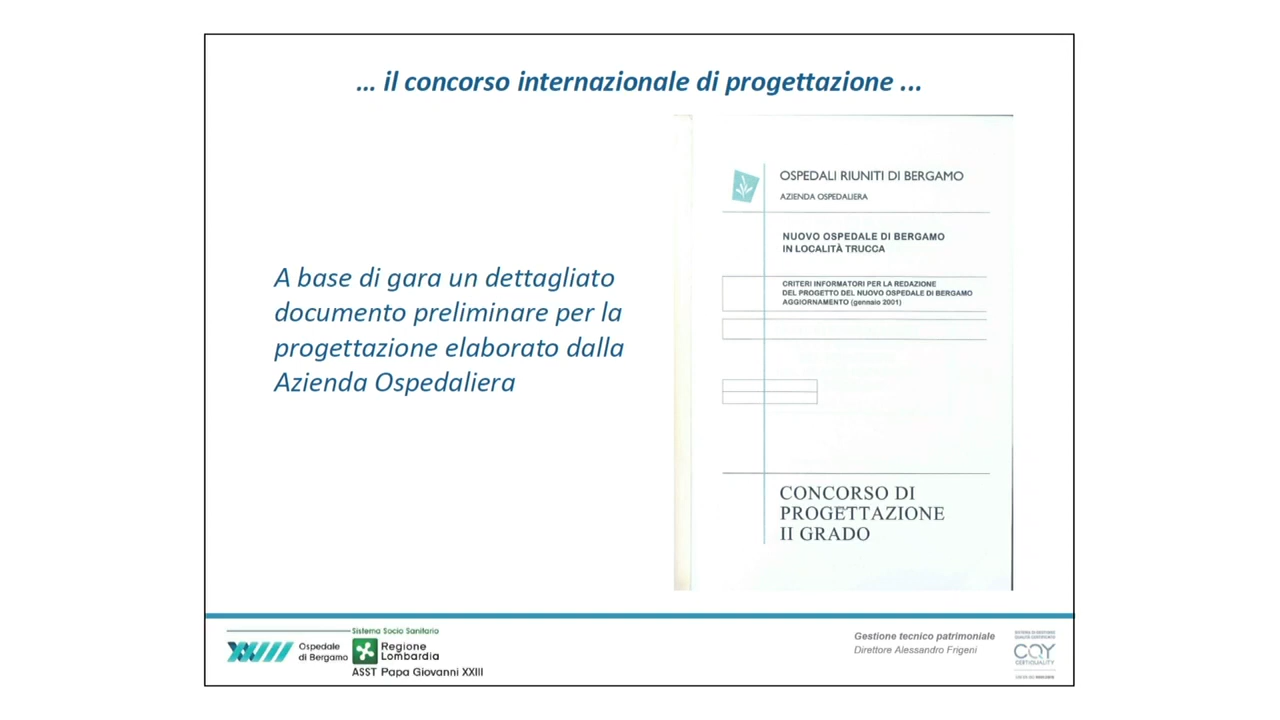 ... il concorso internazionale di progettazione ...
A base di gara un dettagliato
documento preliminare per la
progettazione elaborato dalla
Azienda Ospedaliera
OSPEDALI RIUNITI DI BERGAMO
AZIENDA OSPEDALIERA
NUOVO OSPEDALE DI BERGAMO
IN LOCALITÀ TRUCCA
CRITERI INFORMATORI PER LA REDAZIONE
DEL PROGETTO DEL NUOVO OSPEDALE DI BERGAMO
AGGIORNAMENTO (gennaio 2001)
CONCORSO DI
PROGETTAZIONE
II GRADO
Sistema Socio Sanitario
XXIII
Ospedale
di Bergamo
Regione
Lombardia
ASST Papa Giovanni XXIII
Gestione tecnico patrimoniale
Direttore Alessandro Frigeni
CQY
CERTIQUALITY